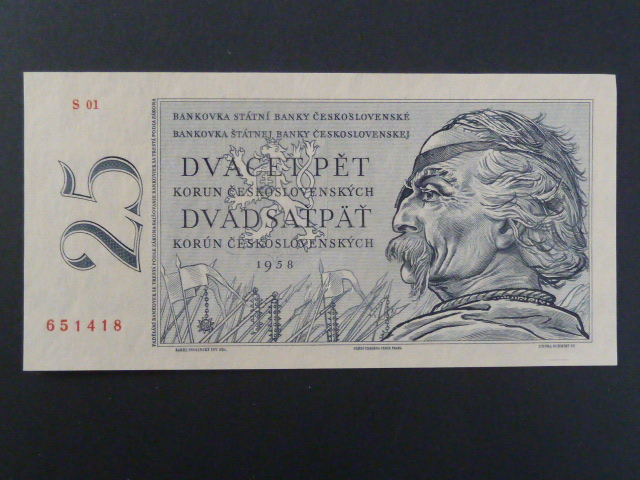 S 01
25
651418
BANKOVKA STÁTNÍ BANKY ČESKOSLOVENSKÉ
BANKOVKA ŠTÁTNEJ BANKY ČESKOSLOVENSKEJ
DVACET PĚT
KORUN ČESKOSLOVENSKÝCH
DVADSAŤPÄŤ
KORÚN ČESKOSLOVENSKÝCH
1958